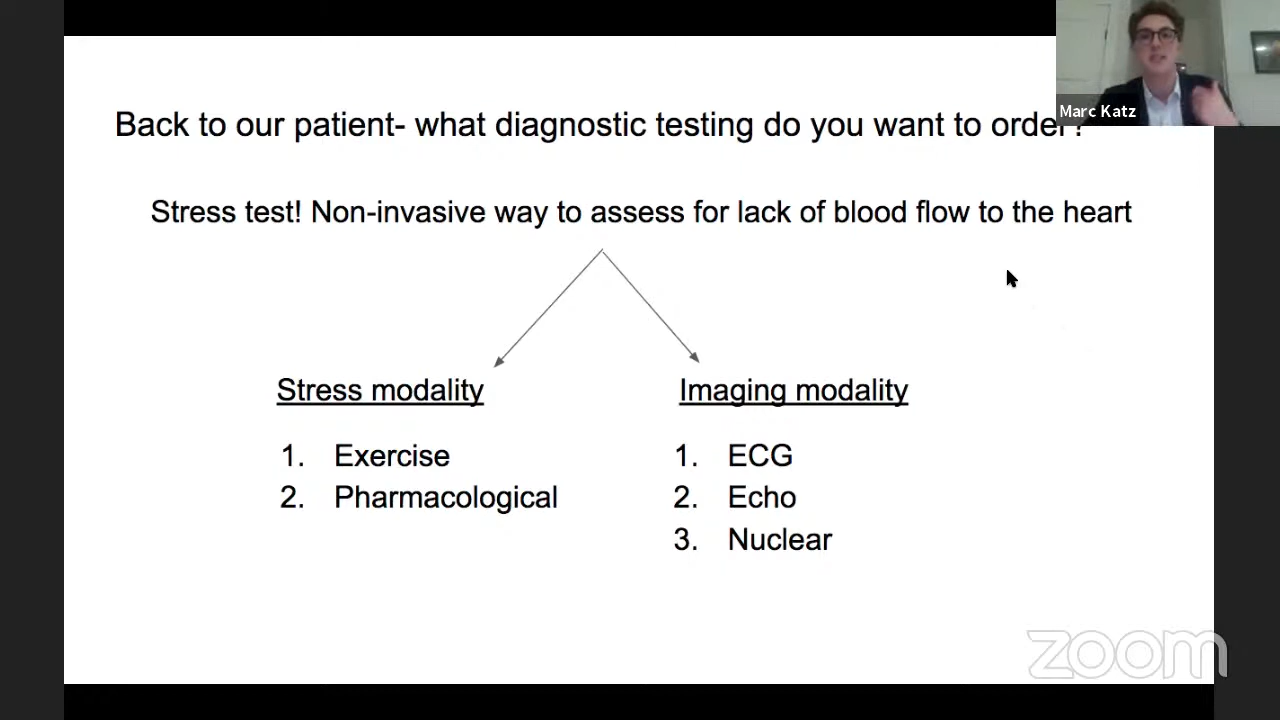 Marc Katz
Back to our patient- what diagnostic testing do you want to order?
Stress test! Non-invasive way to assess for lack of blood flow to the heart
Stress modality
1. Exercise
2. Pharmacological
Imaging modality
1. ECG
2. Echo
3. Nuclear
zoom